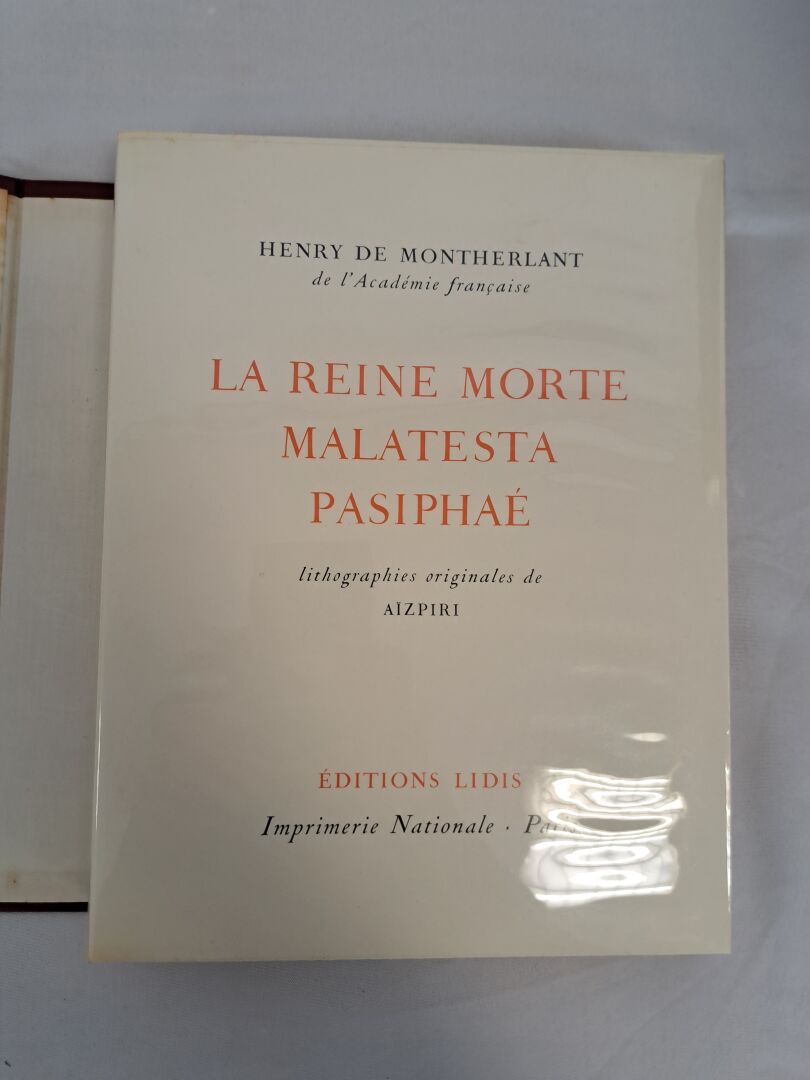 HENRY DE MONTHERLANT
de l'Académie française
LA REINE MORTE
MALATESTA
PASIPHAÉ
lithographies originales de
AÏZPIRI
ÉDITIONS LIDIS
Imprimerie Nationale · Paris